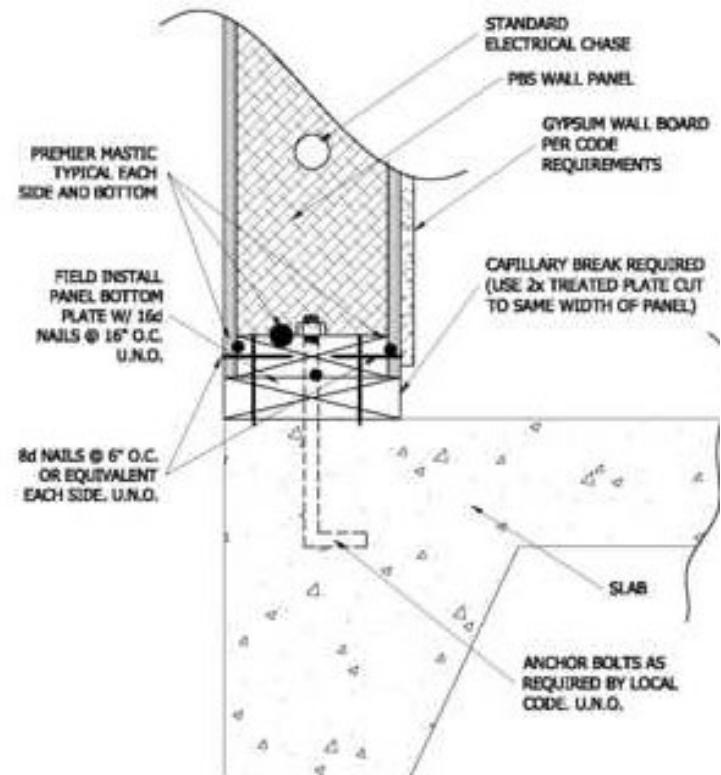 STANDARD
ELECTRICAL CHASE
PBS WALL PANEL
GYPSUM WALL BOARD
PER CODE
REQUIREMENTS
PREMIER MASTIC
TYPICAL EACH
SIDE AND BOTTOM
CAPILLARY BREAK REQUIRED
(USE 2x TREATED PLATE CUT
TO SAME WIDTH OF PANEL)
FIELD INSTALL
PANEL BOTTOM
PLATE W/ 16d
NAILS @ 16" O.C.
U.N.O.
8d NAILS @ 6" O.C.
OR EQUIVALENT
EACH SIDE. U.N.O.
SLAB
ANCHOR BOLTS AS
REQUIRED BY LOCAL
CODE. U.N.O.